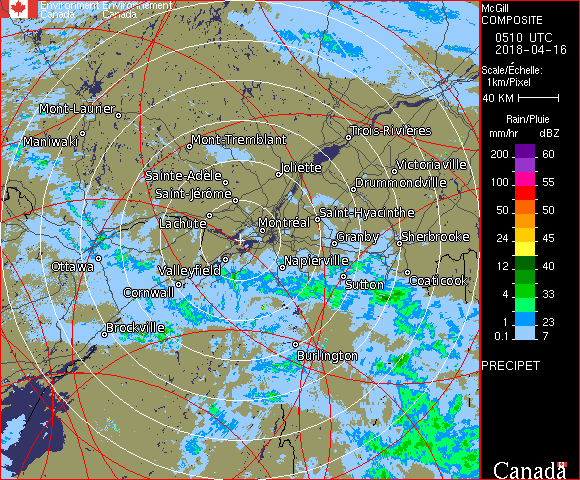 Environment Environnement
Canada Canada
Mont-Laurier
Trois-Rivières
Maniwaki
Mont-Tremblant
Joliette
Victoriaville
Sainte-Adèle
Drummondville
Saint-Jérôme
Saint-Hyacinthe
Lachute
Montréal
Granby
Sherbrooke
Ottawa
Valleyfield
Napierville
Coaticook
Cornwall
Sutton
Brockville
Burlington
McGill
COMPOSITE
0510 UTC
2018-04-16
Scale/Échelle:
1km/Pixel
40 KM
Rain/Pluie
mm/hr dBZ
200 60
150 57
100 55
50 50
24 45
12 40
4 33
1 23
0.1 7
PRECIPET
Canada